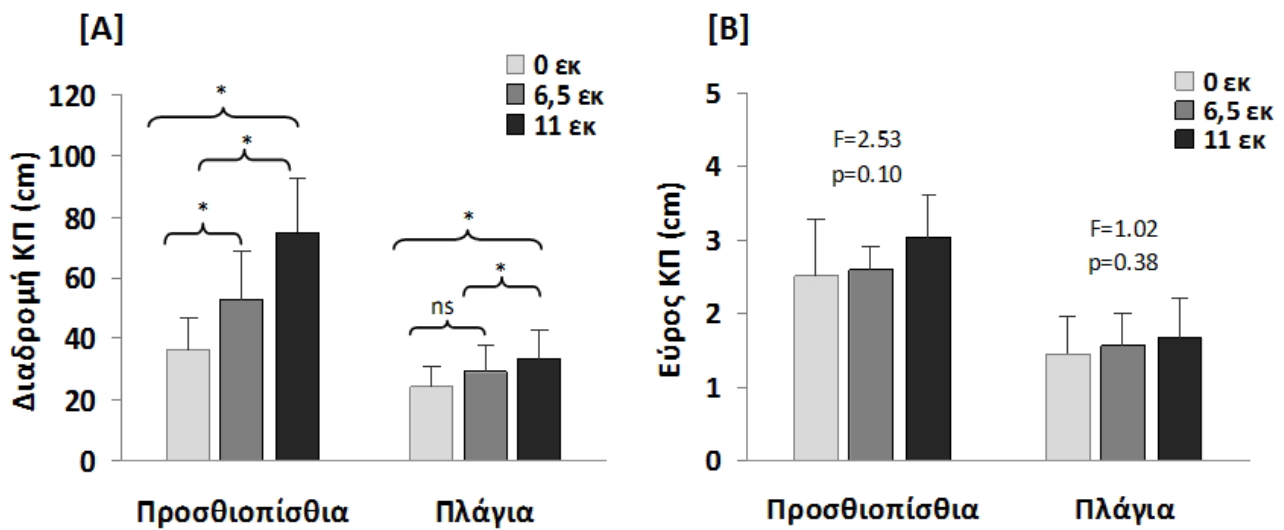 [A]
0 εκ
6,5 εκ
11 εκ
Διαδρομή ΚΠ (cm)
120
100
80
60
40
20
0
*
*
*
*
*
ns
Προσθιοπίσθια
Πλάγια
[B]
0 εκ
6,5 εκ
11 εκ
Εύρος ΚΠ (cm)
5
4
3
2
1
0
F=2.53
p=0.10
F=1.02
p=0.38
Προσθιοπίσθια
Πλάγια